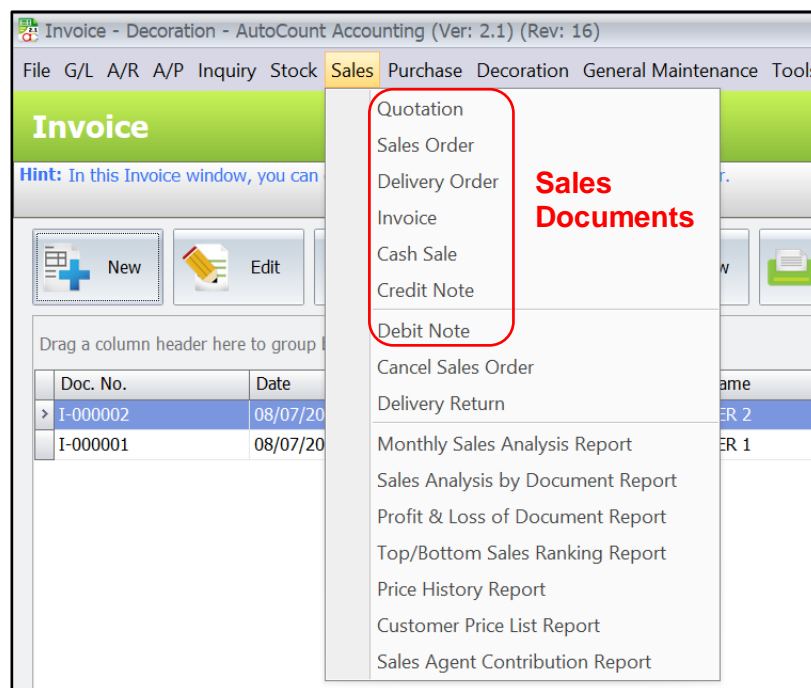 Invoice - Decoration - AutoCount Accounting (Ver: 2.1) (Rev: 16)
File G/L A/R A/P Inquiry Stock Sales Purchase Decoration General Maintenance Tools
Invoice
Hint: In this Invoice window, you can
r.
New
Edit
w
Quotation
Sales Order
Delivery Order
Invoice
Cash Sale
Credit Note
Debit Note
Cancel Sales Order
Delivery Return
Monthly Sales Analysis Report
Sales Analysis by Document Report
Profit & Loss of Document Report
Top/Bottom Sales Ranking Report
Price History Report
Customer Price List Report
Sales Agent Contribution Report
Sales
Documents
Drag a column header here to group
Doc. No. Date ame
I-000002 08/07/20 ER 2
I-000001 08/07/20 ER 1